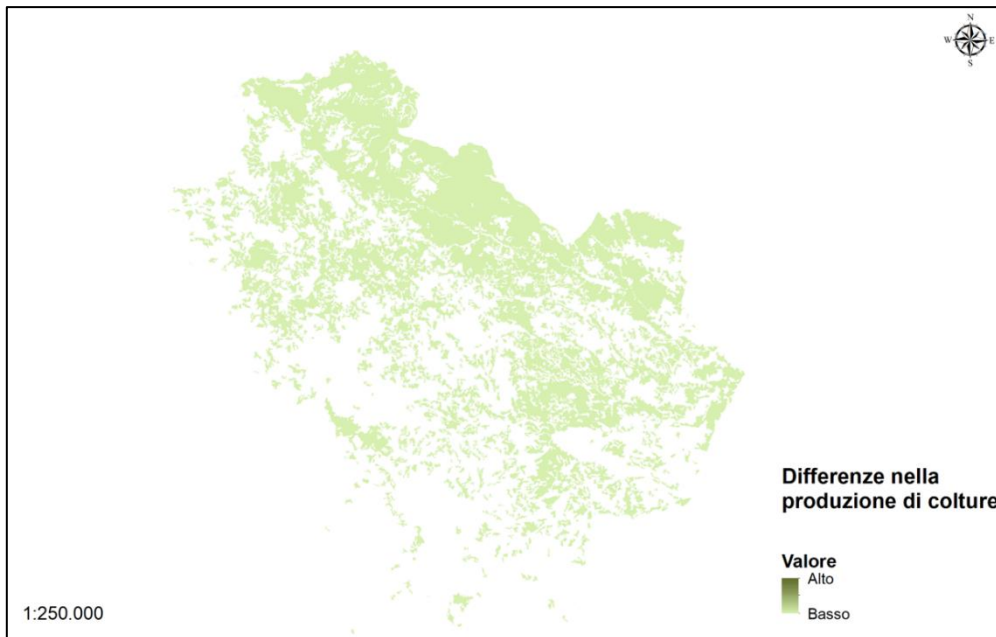 N
W E
S
Differenze nella
produzione di colture
Valore
Alto
Basso
1:250.000